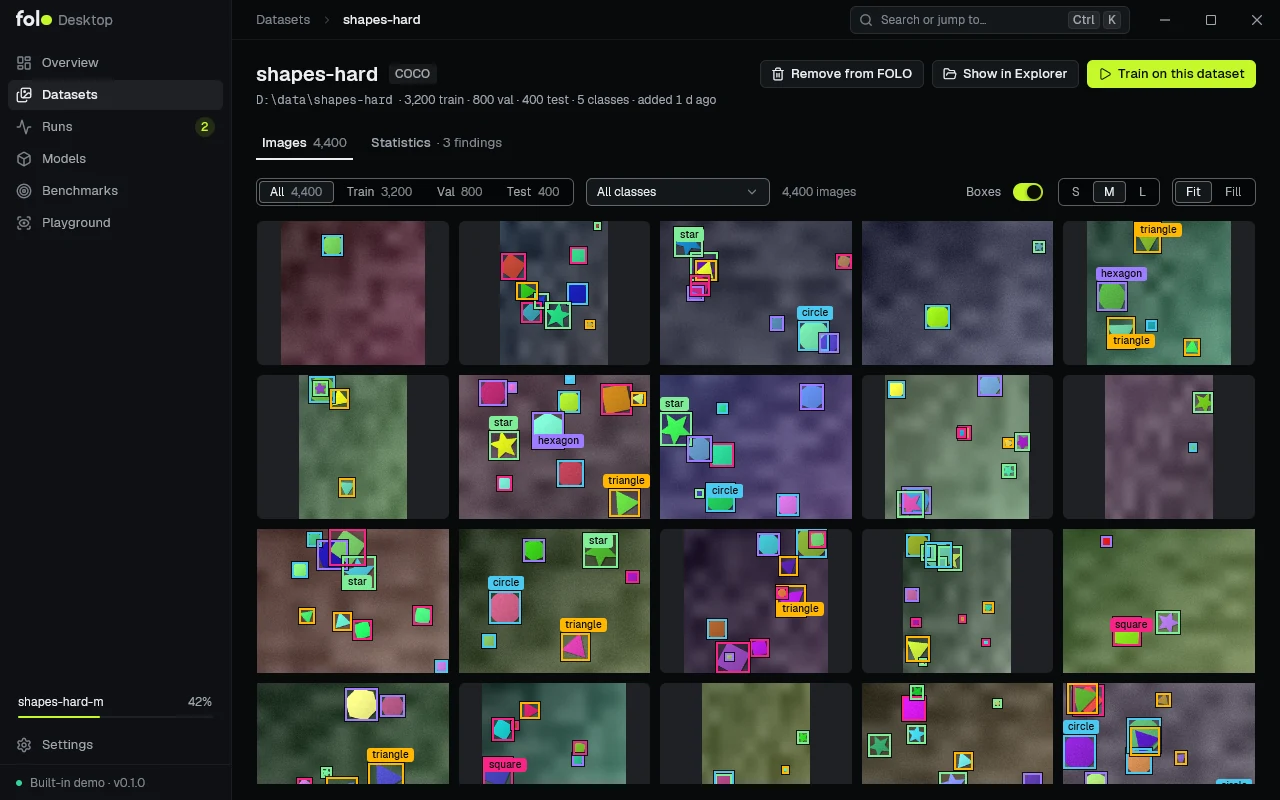 folo Desktop
Datasets
shapes-hard
Search or jump to…
Ctrl K
Overview
Datasets
Runs 2
Models
Benchmarks
Playground
shapes-hard COCO
Remove from FOLO
Show in Explorer
Train on this dataset
D:\data\shapes-hard · 3,200 train · 800 val · 400 test · 5 classes · added 1 d ago
Images 4,400
Statistics · 3 findings
All 4,400
Train 3,200
Val 800
Test 400
All classes
4,400 images
Boxes
S M L
Fit Fill
star
circle
triangle
hexagon
triangle
star
hexagon
triangle
star
circle
star
star
circle
triangle
triangle
square
triangle
square
circle
circle
shapes-hard-m 42%
Settings
Built-in demo · v0.1.0